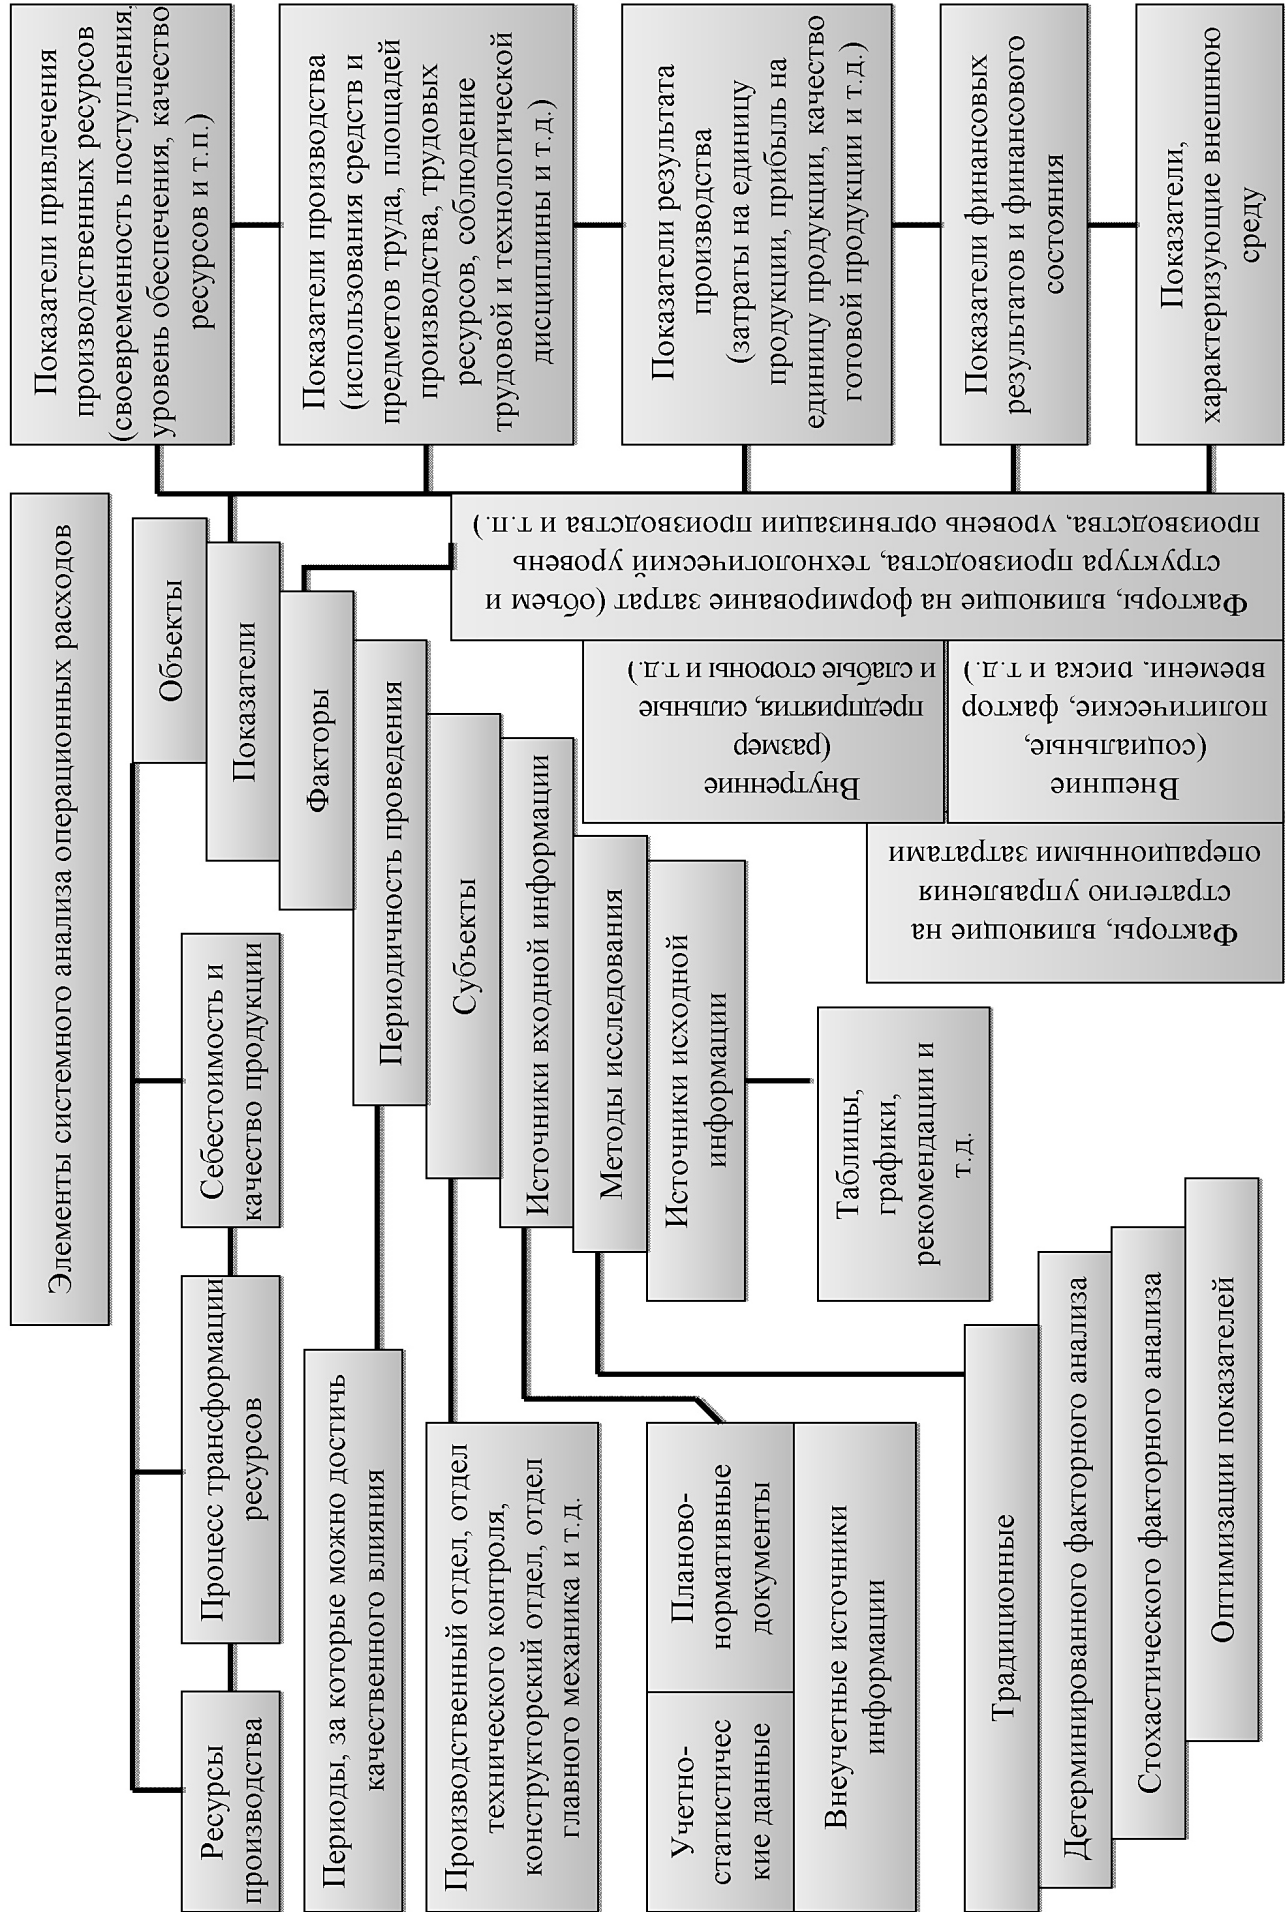 Элементы системного анализа операционных расходов
Объекты
Ресурсы
производства
Процесс трансформации
ресурсов
Себестоимость и
качество продукции
Показатели
Показатели привлечения
производственных ресурсов
(своевременность поступления,
уровень обеспечения, качество
ресурсов и т.п.)
Показатели производства
(использования средств и
предметов труда, площадей
производства, трудовых
ресурсов, соблюдение
трудовой и технологической
дисциплины и т.д.)
Показатели результата
производства
(затраты на единицу
продукции, прибыль на
единицу продукции, качество
готовой продукции и т.д.)
Показатели финансовых
результатов и финансового
состояния
Показатели,
характеризующие внешнюю
среду
Факторы
Факторы, влияющие на формирование затрат (объем и
структура производства, технологический уровень
производства, уровень оргнвизации производства и т.п.)
Внутренние
(размер
предприятия, сильные
и слабые стороны и т.д.)
Внешние
(социальные,
политические, фактор
времени, риска и т.д.)
Факторы, влияющие на
стратегию управления
операционными затратами
Периодичность проведения
Периоды, за которые можно достичь
качественного влияния
Субъекты
Производственный отдел, отдел
технического контроля,
конструкторский отдел, отдел
главного механика и т.д.
Источники входной информации
Учетно-
статистичес
кие данные
Планово-
нормативные
документы
Внеучетные источники
информации
Методы исследования
Традиционные
Детерминированного факторного анализа
Стохастического факторного анализа
Оптимизации показателей
Источники исходной
информации
Таблицы,
графики,
рекомендации и
т.д.